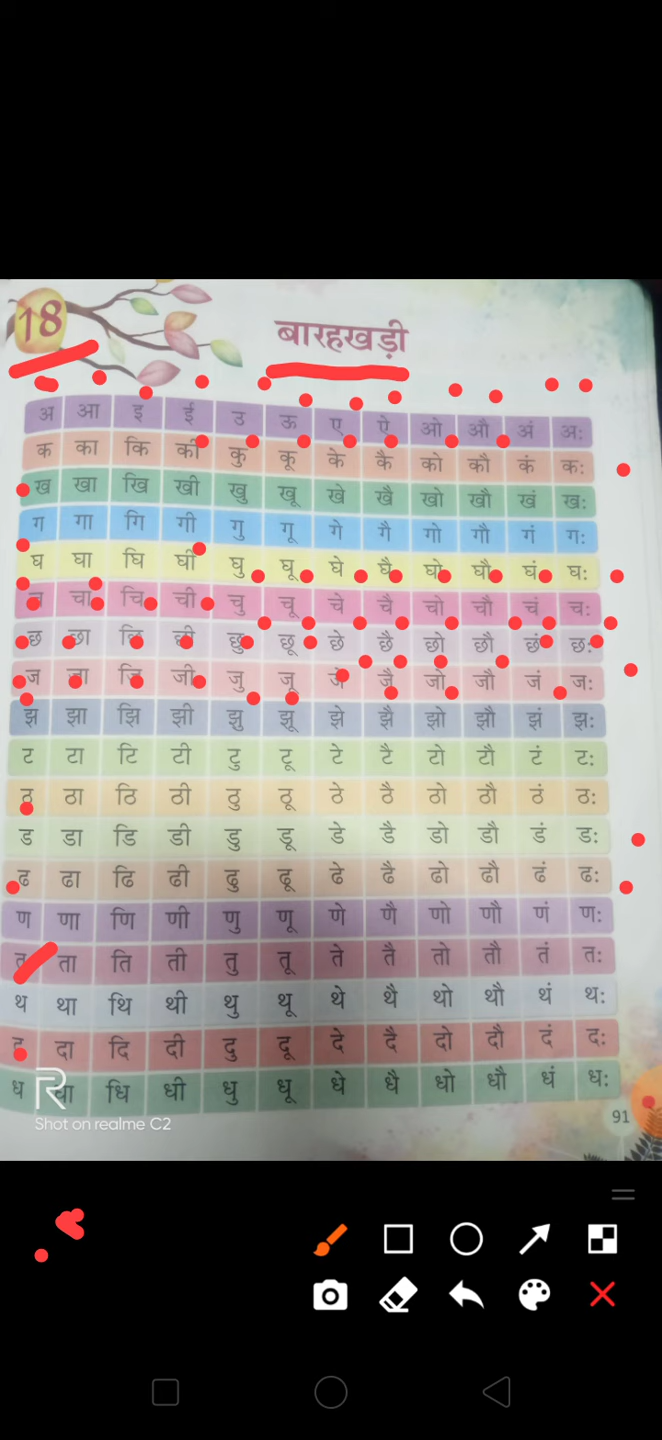 18
बारहखड़ी
अ आ इ ई उ ऊ ए ऐ ओ औ अं अः
क का कि की कु कू के कै को कौ कं कः
ख खा खि खी खु खू खे खै खो खौ खं खः
ग गा गि गी गु गू गे गै गो गौ गं गः
घ घा घि घी घु घू घे घै घो घौ घं घः
च चा चि ची चु चू चे चै चो चौ चं चः
छ छा छि छी छु छू छे छै छो छौ छं छः
ज जा जि जी जु जू जे जै जो जौ जं जः
झ झा झि झी झु झू झे झै झो झौ झं झः
ट टा टि टी टु टू टे टै टो टौ टं टः
ठ ठा ठि ठी ठु ठू ठे ठै ठो ठौ ठं ठः
ड डा डि डी डु डू डे डै डो डौ डं डः
ढ ढा ढि ढी ढु ढू ढे ढै ढो ढौ ढं ढः
ण णा णि णी णु णू णे णै णो णौ णं णः
त ता ति ती तु तू ते तै तो तौ तं तः
थ था थि थी थु थू थे थै थो थौ थं थः
द दा दि दी दु दू दे दै दो दौ दं दः
ध धा धि धी धु धू धे धै धो धौ धं धः
R
Shot on realme C2
91